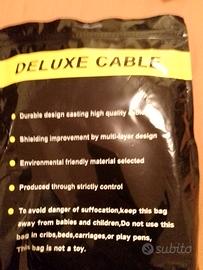 DELUXE CABLE
Durable design casting high quality cable
Shielding improvement by multi-layer design
Environmental friendly material selected
Produced through strictly control
To avoid danger of suffocation,keep this bag
away from babies and children,Do not use this
bag in cribs,beds,carriages,or play pens,
This bag is not a toy.
subito